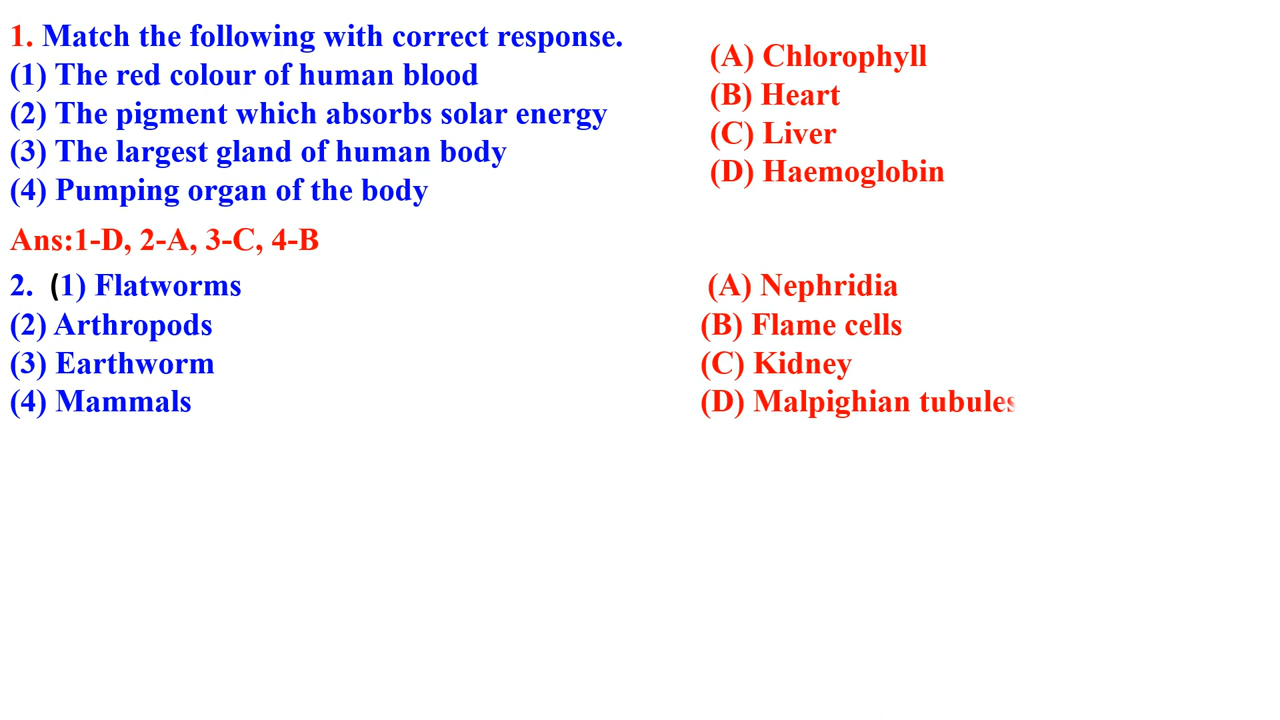 1. Match the following with correct response.
(1) The red colour of human blood
(A) Chlorophyll
(2) The pigment which absorbs solar energy
(B) Heart
(3) The largest gland of human body
(C) Liver
(4) Pumping organ of the body
(D) Haemoglobin
Ans:1-D, 2-A, 3-C, 4-B
2. (1) Flatworms
(A) Nephridia
(2) Arthropods
(B) Flame cells
(3) Earthworm
(C) Kidney
(4) Mammals
(D) Malpighian tubules